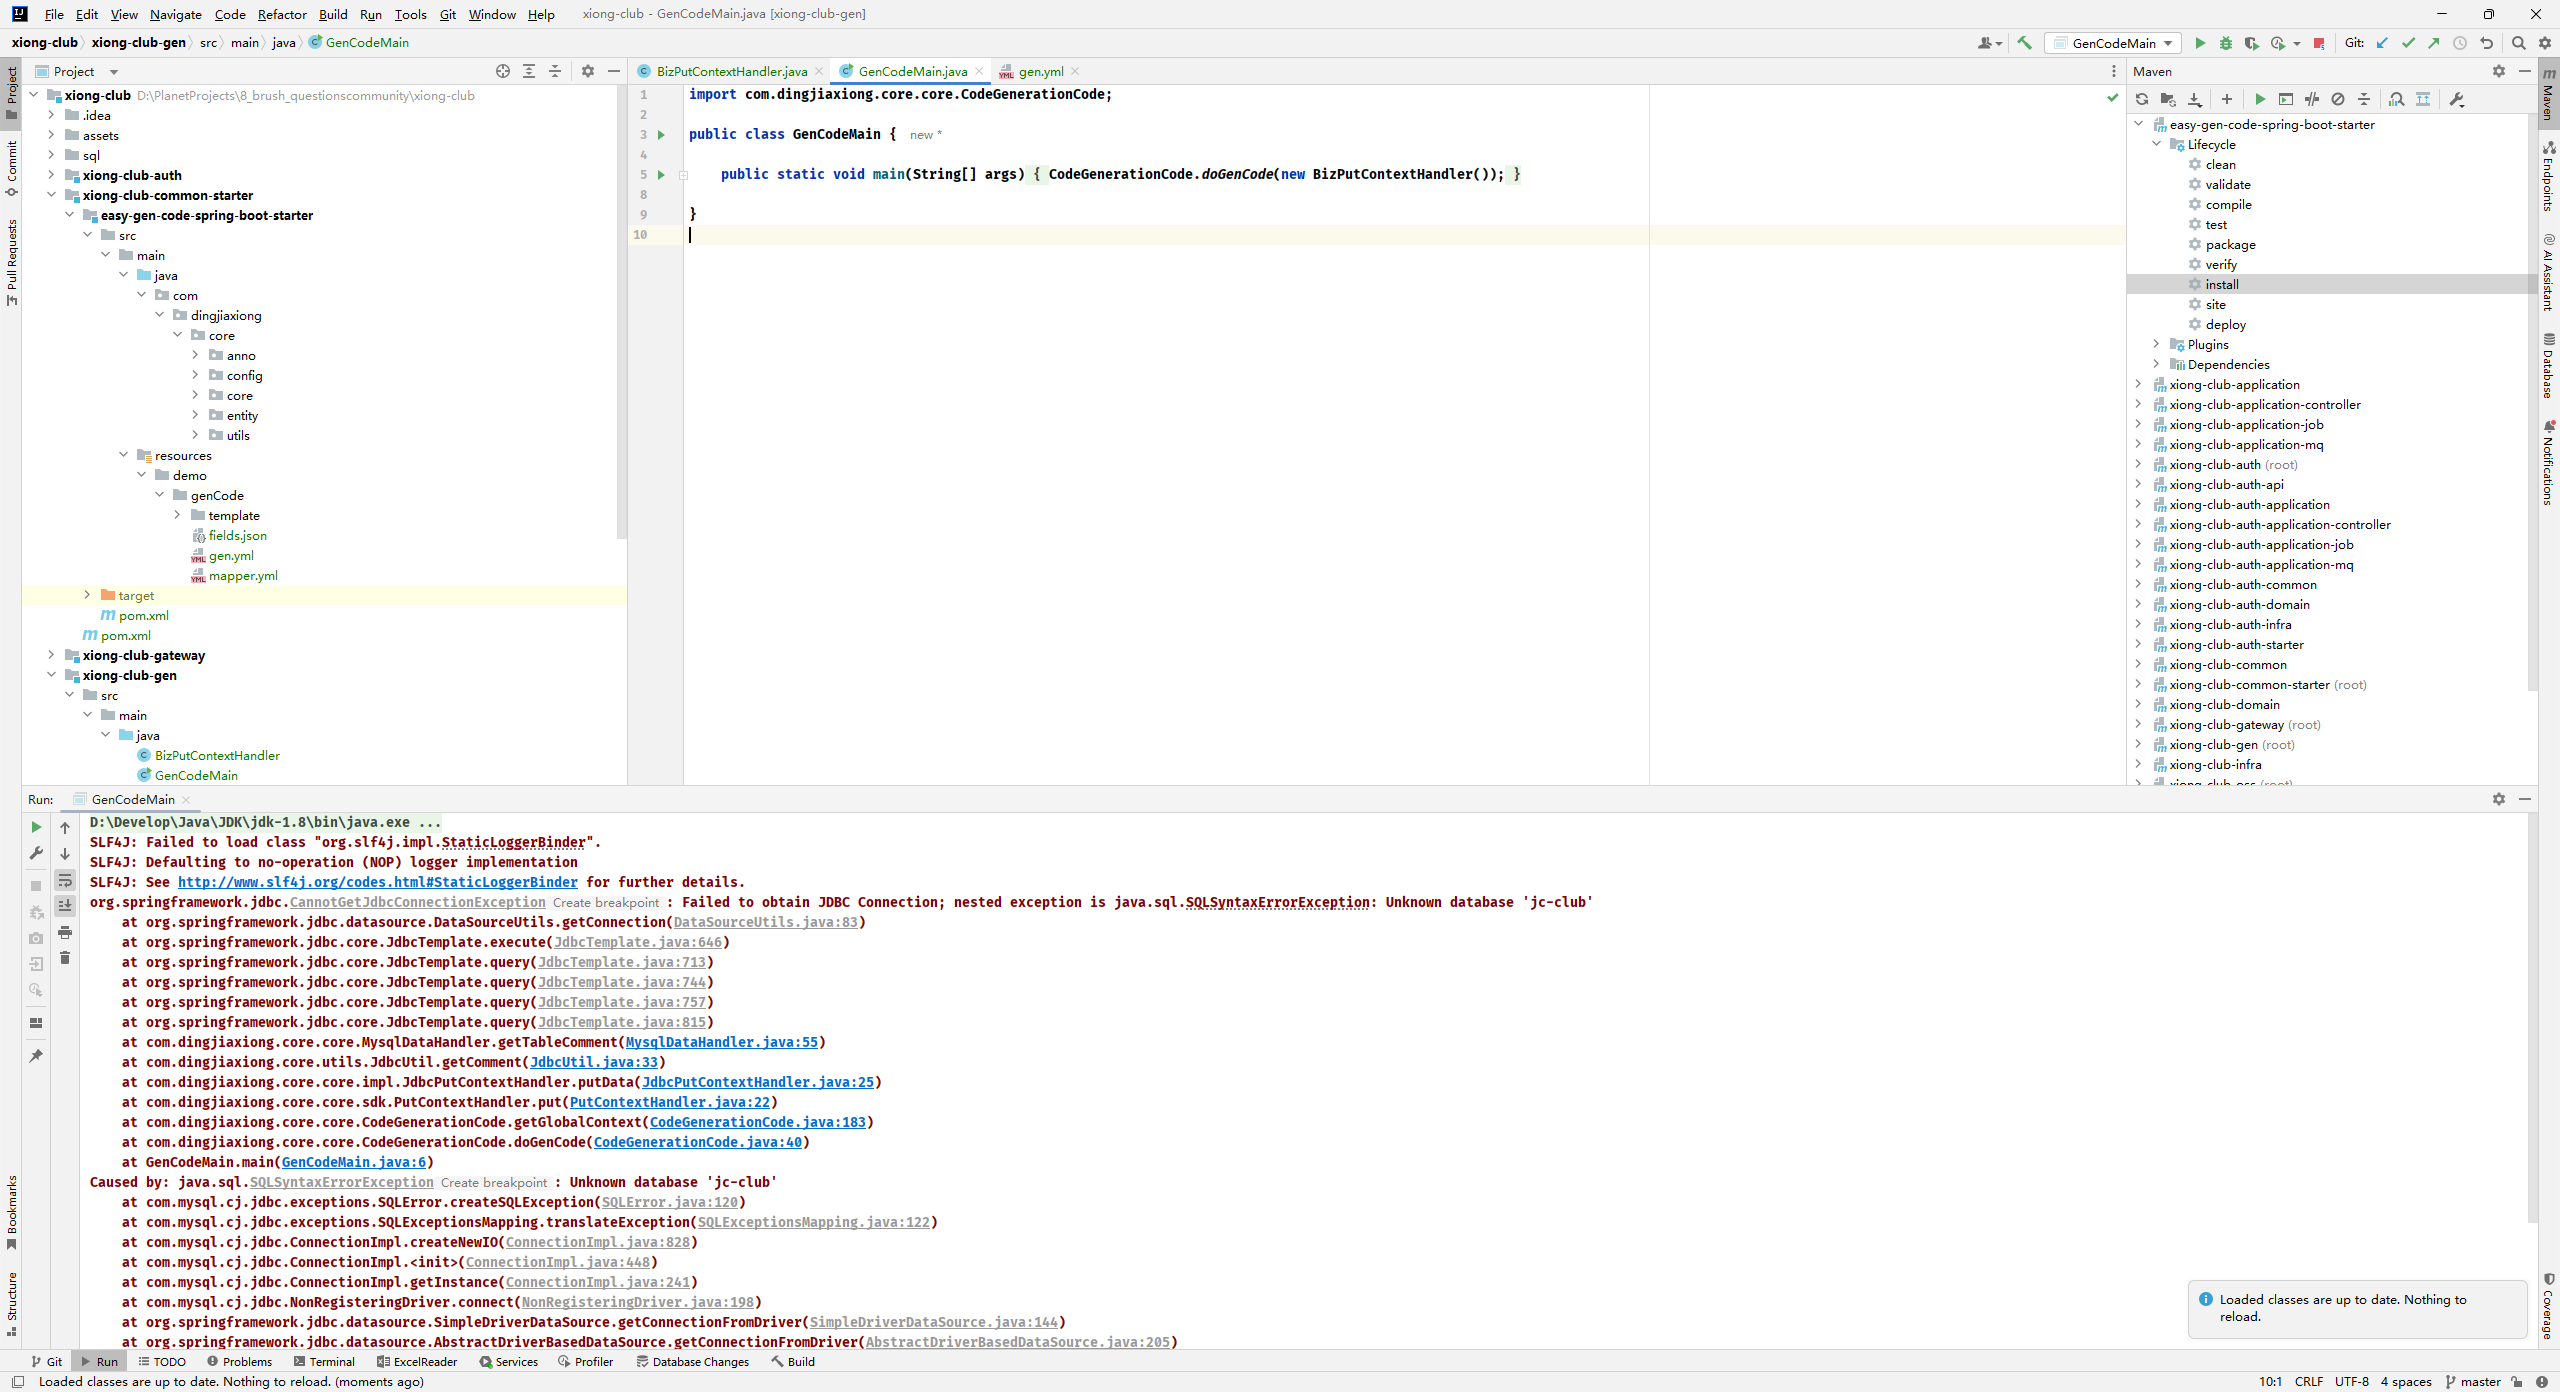 File Edit View Navigate Code Refactor Build Run Tools Git Window Help xiong-club - GenCodeMain.java [xiong-club-gen]
xiong-club xiong-club-gen src main java GenCodeMain
GenCodeMain
Git:
Project
BizPutContextHandler.java
GenCodeMain.java
gen.yml
Maven
Project
Commit
Pull Requests
Bookmarks
Structure
xiong-club D:\PlanetProjects\8_brush_questionscommunity\xiong-club
.idea
assets
sql
xiong-club-auth
xiong-club-common-starter
easy-gen-code-spring-boot-starter
src
main
java
com
dingjiaxiong
core
anno
config
core
entity
utils
resources
demo
genCode
template
fields.json
gen.yml
mapper.yml
target
pom.xml
pom.xml
xiong-club-gateway
xiong-club-gen
src
main
java
BizPutContextHandler
GenCodeMain
1 import com.dingjiaxiong.core.core.CodeGenerationCode;
2
3 public class GenCodeMain { new *
4
5 public static void main(String[] args) { CodeGenerationCode.doGenCode(new BizPutContextHandler()); }
8
9 }
10
easy-gen-code-spring-boot-starter
Lifecycle
clean
validate
compile
test
package
verify
install
site
deploy
Plugins
Dependencies
xiong-club-application
xiong-club-application-controller
xiong-club-application-job
xiong-club-application-mq
xiong-club-auth (root)
xiong-club-auth-api
xiong-club-auth-application
xiong-club-auth-application-controller
xiong-club-auth-application-job
xiong-club-auth-application-mq
xiong-club-auth-common
xiong-club-auth-domain
xiong-club-auth-infra
xiong-club-auth-starter
xiong-club-common
xiong-club-common-starter (root)
xiong-club-domain
xiong-club-gateway (root)
xiong-club-gen (root)
xiong-club-infra
xiong-club-oss (root)
Maven
Endpoints
AI Assistant
Database
Notifications
Coverage
Run: GenCodeMain
D:\Develop\Java\JDK\jdk-1.8\bin\java.exe ...
SLF4J: Failed to load class "org.slf4j.impl.StaticLoggerBinder".
SLF4J: Defaulting to no-operation (NOP) logger implementation
SLF4J: See http://www.slf4j.org/codes.html#StaticLoggerBinder for further details.
org.springframework.jdbc.CannotGetJdbcConnectionException Create breakpoint : Failed to obtain JDBC Connection; nested exception is java.sql.SQLSyntaxErrorException: Unknown database 'jc-club'
at org.springframework.jdbc.datasource.DataSourceUtils.getConnection(DataSourceUtils.java:83)
at org.springframework.jdbc.core.JdbcTemplate.execute(JdbcTemplate.java:646)
at org.springframework.jdbc.core.JdbcTemplate.query(JdbcTemplate.java:713)
at org.springframework.jdbc.core.JdbcTemplate.query(JdbcTemplate.java:744)
at org.springframework.jdbc.core.JdbcTemplate.query(JdbcTemplate.java:757)
at org.springframework.jdbc.core.JdbcTemplate.query(JdbcTemplate.java:815)
at com.dingjiaxiong.core.core.MysqlDataHandler.getTableComment(MysqlDataHandler.java:55)
at com.dingjiaxiong.core.utils.JdbcUtil.getComment(JdbcUtil.java:33)
at com.dingjiaxiong.core.core.impl.JdbcPutContextHandler.putData(JdbcPutContextHandler.java:25)
at com.dingjiaxiong.core.core.sdk.PutContextHandler.put(PutContextHandler.java:22)
at com.dingjiaxiong.core.core.CodeGenerationCode.getGlobalContext(CodeGenerationCode.java:183)
at com.dingjiaxiong.core.core.CodeGenerationCode.doGenCode(CodeGenerationCode.java:40)
at GenCodeMain.main(GenCodeMain.java:6)
Caused by: java.sql.SQLSyntaxErrorException Create breakpoint : Unknown database 'jc-club'
at com.mysql.cj.jdbc.exceptions.SQLError.createSQLException(SQLError.java:120)
at com.mysql.cj.jdbc.exceptions.SQLExceptionsMapping.translateException(SQLExceptionsMapping.java:122)
at com.mysql.cj.jdbc.ConnectionImpl.createNewIO(ConnectionImpl.java:828)
at com.mysql.cj.jdbc.ConnectionImpl.<init>(ConnectionImpl.java:448)
at com.mysql.cj.jdbc.ConnectionImpl.getInstance(ConnectionImpl.java:241)
at com.mysql.cj.jdbc.NonRegisteringDriver.connect(NonRegisteringDriver.java:198)
at org.springframework.jdbc.datasource.SimpleDriverDataSource.getConnectionFromDriver(SimpleDriverDataSource.java:144)
at org.springframework.jdbc.datasource.AbstractDriverBasedDataSource.getConnectionFromDriver(AbstractDriverBasedDataSource.java:205)
Loaded classes are up to date. Nothing to
reload.
Git Run TODO Problems Terminal ExcelReader Services Profiler Database Changes Build
Loaded classes are up to date. Nothing to reload. (moments ago)
10:1 CRLF UTF-8 4 spaces master